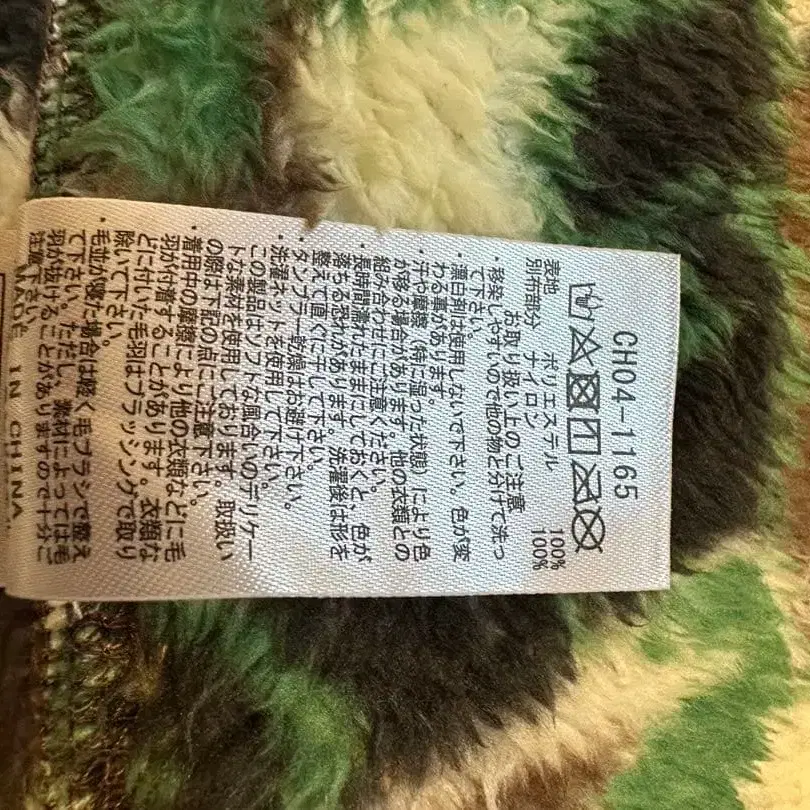 CH04-1165
表地 ポリエステル 100%
別布部分 ナイロン 100%
お取り扱い上のご注意
・移染しやすいので他の物と分けて洗っ
て下さい。
・漂白剤は使用しないで下さい。色が変
わる事があります。
・汗や摩擦(特に湿った状態)により色
が移る場合があります。他の衣類との
組み合わせにご注意ください。
・長時間濡れたままにしておくと、色が
落ちる恐れがあります。洗濯後は形を
整えて直ぐに干して下さい。
・タンブラー乾燥はお避け下さい。
・洗濯ネットを使用して下さい。
この製品はソフトな風合いのデリケー
トな素材を使用しております。取扱い
の際は下記の点にご注意下さい。
・着用中の摩擦により他の衣類などに毛
羽が付着することがあります。衣類な
どに付いた毛羽はブラッシングで取り
除して下さい。
・毛並が寝た場合は軽く毛ブラシで整え
て下さい。ただし、素材によっては毛
羽が抜けることがありますので十分ご
注意下さい。
MADE IN CHINA